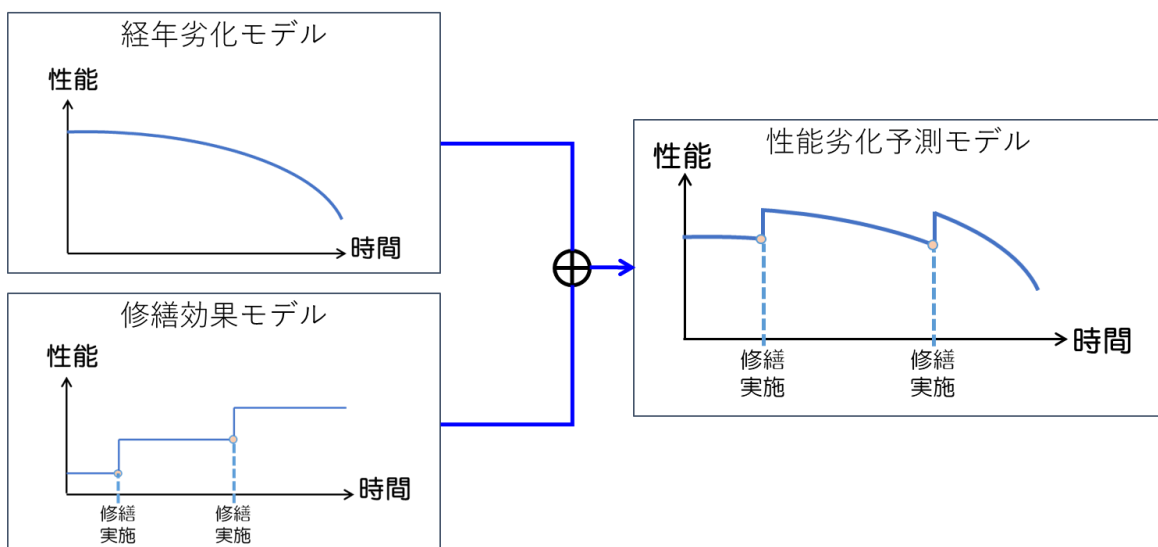 経年劣化モデル
性能
時間
修繕効果モデル
性能
時間
修繕
実施
修繕
実施
性能劣化予測モデル
性能
時間
修繕
実施
修繕
実施